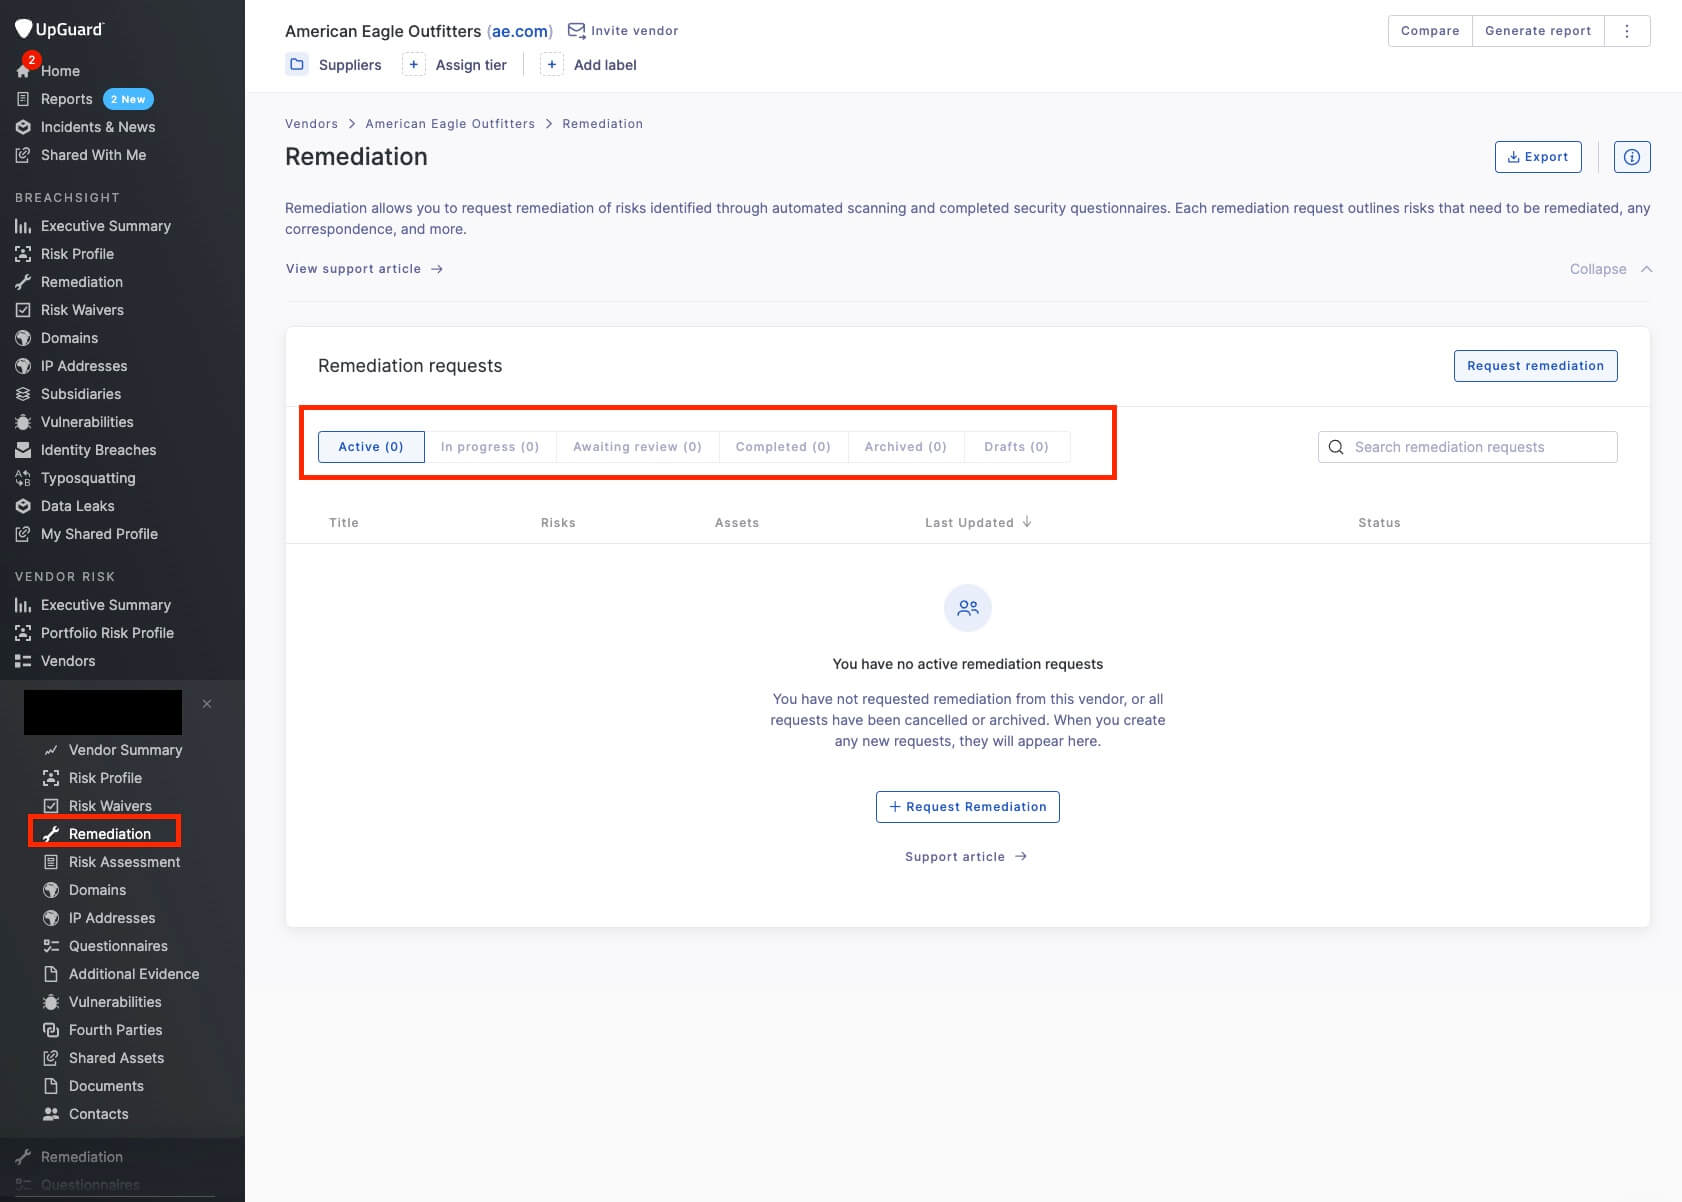 UpGuard
2
Home
Reports 2 New
Incidents & News
Shared With Me
BREACHSIGHT
Executive Summary
Risk Profile
Remediation
Risk Waivers
Domains
IP Addresses
Subsidiaries
Vulnerabilities
Identity Breaches
Typosquatting
Data Leaks
My Shared Profile
VENDOR RISK
Executive Summary
Portfolio Risk Profile
Vendors
Vendor Summary
Risk Profile
Risk Waivers
Remediation
Risk Assessment
Domains
IP Addresses
Questionnaires
Additional Evidence
Vulnerabilities
Fourth Parties
Shared Assets
Documents
Contacts
Remediation
Questionnaires
American Eagle Outfitters (ae.com) Invite vendor
Compare Generate report
Suppliers + Assign tier + Add label
Vendors > American Eagle Outfitters > Remediation
Remediation
Export
Remediation allows you to request remediation of risks identified through automated scanning and completed security questionnaires. Each remediation request outlines risks that need to be remediated, any
correspondence, and more.
View support article →
Collapse
Remediation requests
Request remediation
Active (0) In progress (0) Awaiting review (0) Completed (0) Archived (0) Drafts (0)
Search remediation requests
Title Risks Assets Last Updated ↓ Status
You have no active remediation requests
You have not requested remediation from this vendor, or all
requests have been cancelled or archived. When you create
any new requests, they will appear here.
+ Request Remediation
Support article →